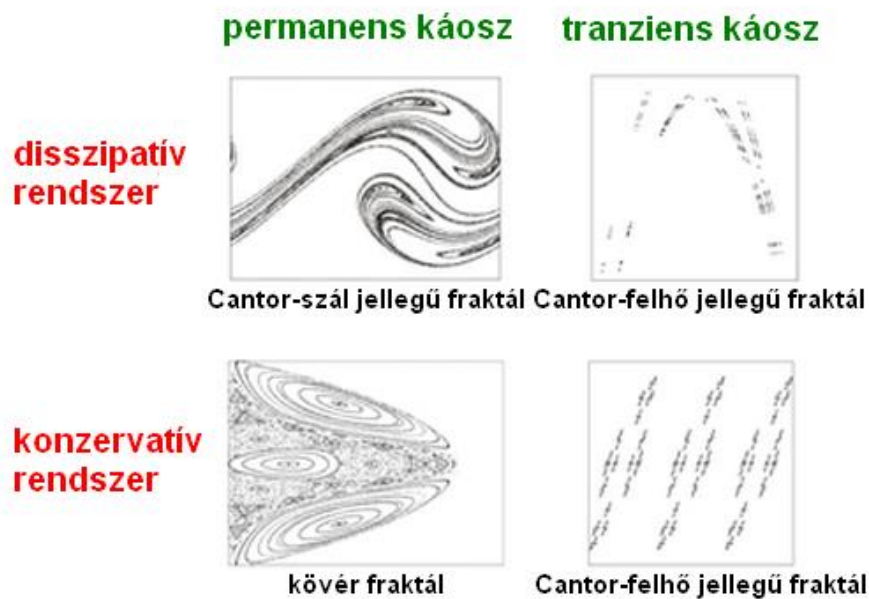 permanens káosz
tranziens káosz
disszipatív
rendszer
Cantor-szál jellegű fraktál
Cantor-felhő jellegű fraktál
konzervatív
rendszer
kövér fraktál
Cantor-felhő jellegű fraktál